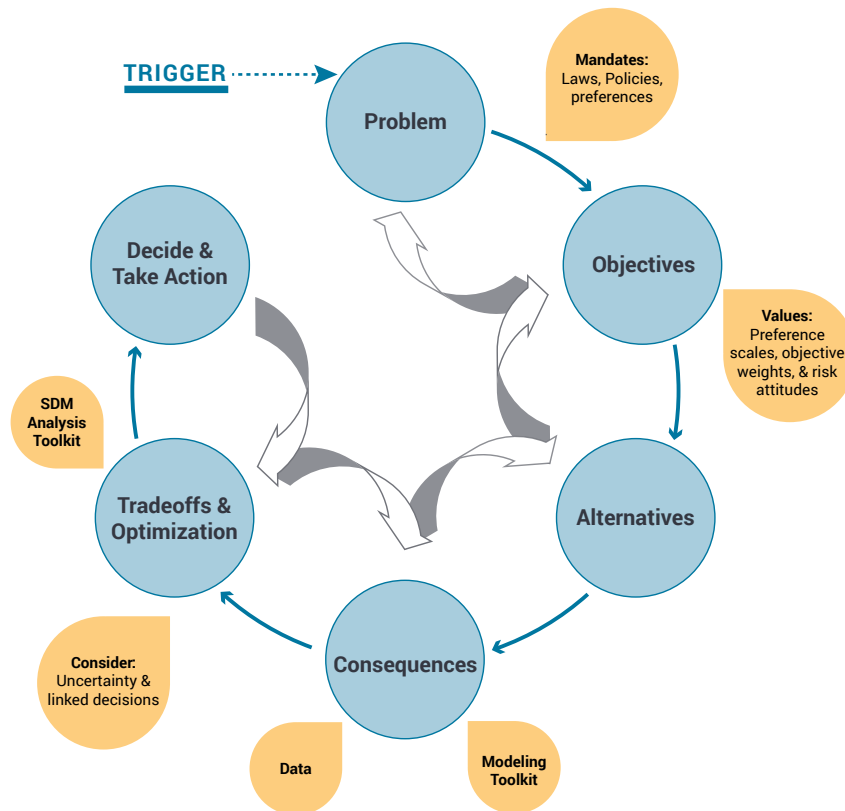 TRIGGER
Problem
Mandates:
Laws, Policies,
preferences
Objectives
Values:
Preference
scales, objective
weights, & risk
attitudes
Alternatives
Consequences
Modeling
Toolkit
Data
Consider:
Uncertainty &
linked decisions
Tradeoffs &
Optimization
SDM
Analysis
Toolkit
Decide &
Take Action